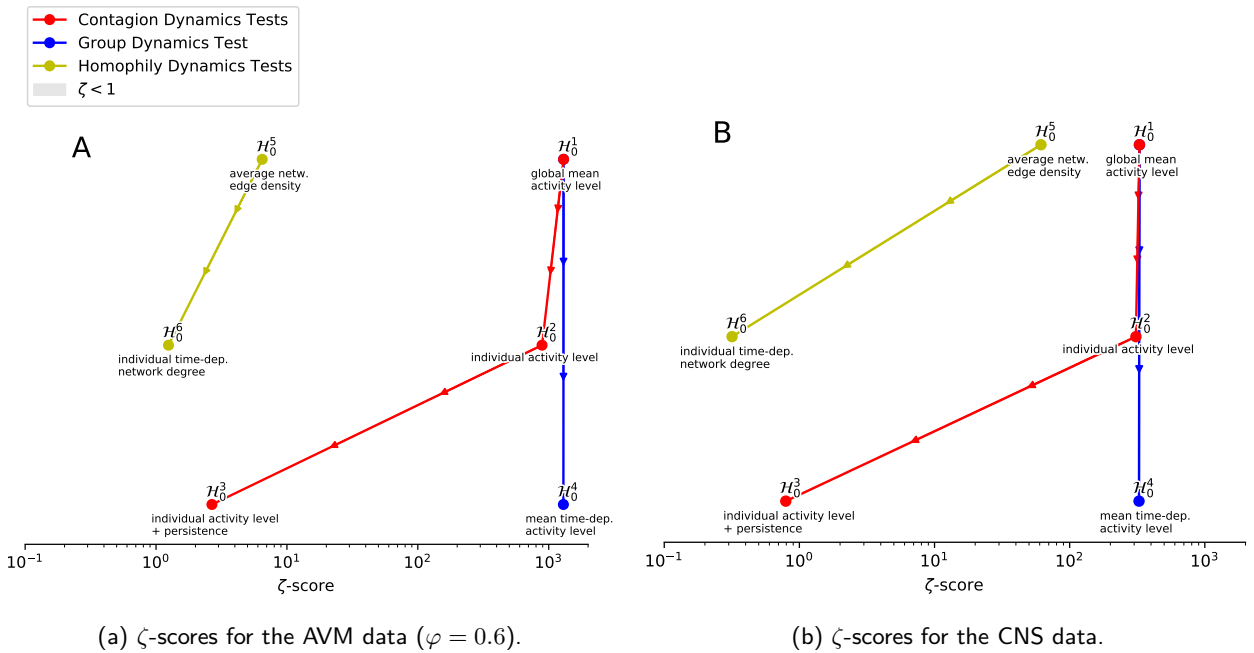 Contagion Dynamics Tests
Group Dynamics Test
Homophily Dynamics Tests
ζ < 1
A
ℋ₀⁵
average netw.
edge density
ℋ₀¹
global mean
activity level
ℋ₀⁶
individual time-dep.
network degree
ℋ₀²
individual activity level
ℋ₀³
individual activity level
+ persistence
ℋ₀⁴
mean time-dep.
activity level
10⁻¹ 10⁰ 10¹ 10² 10³
ζ-score
(a) ζ-scores for the AVM data (φ = 0.6).
B
ℋ₀⁵
average netw.
edge density
ℋ₀¹
global mean
activity level
ℋ₀⁶
individual time-dep.
network degree
ℋ₀²
individual activity level
ℋ₀³
individual activity level
+ persistence
ℋ₀⁴
mean time-dep.
activity level
10⁻¹ 10⁰ 10¹ 10² 10³
ζ-score
(b) ζ-scores for the CNS data.